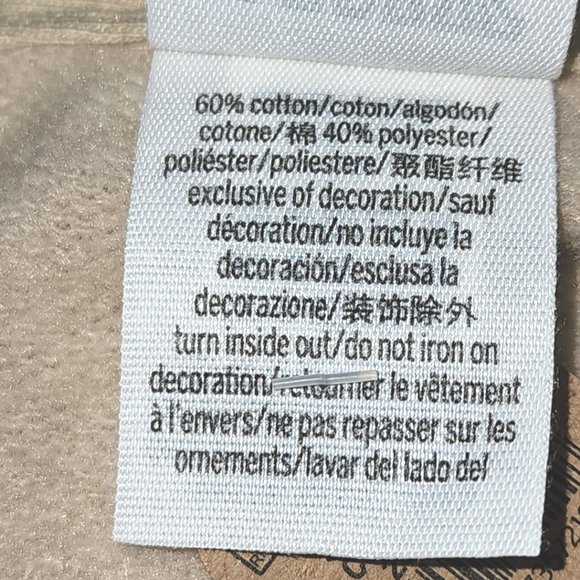 60% cotton/coton/algodón/
cotone/棉 40% polyester/
poliéster/poliestere/聚酯纤维
exclusive of decoration/sauf
décoration/no incluye la
decoración/esclusa la
decorazione/装饰除外
turn inside out/do not iron on
decoration/retourner le vêtement
à l'envers/ne pas repasser sur les
ornements/lavar del lado del